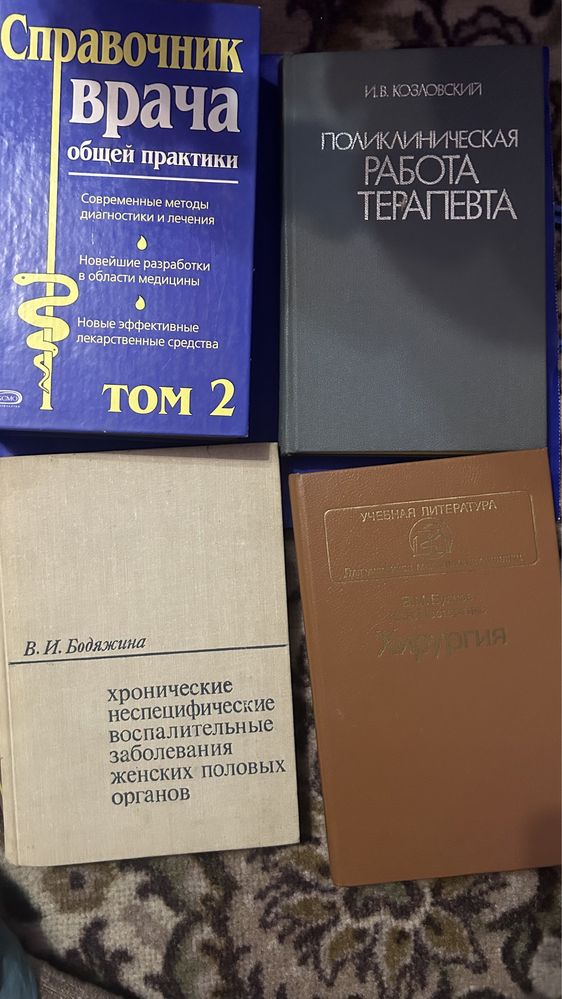 Справочник
врача
общей практики
Современные методы
диагностики и лечения
Новейшие разработки
в области медицины
Новые эффективные
лекарственные средства
ТОМ 2
И.В. КОЗЛОВСКИЙ
ПОЛИКЛИНИЧЕСКАЯ
РАБОТА
ТЕРАПЕВТА
В. И. Бодяжина
хронические
неспецифические
воспалительные
заболевания
женских половых
органов
УЧЕБНАЯ ЛИТЕРАТУРА
Хирургия